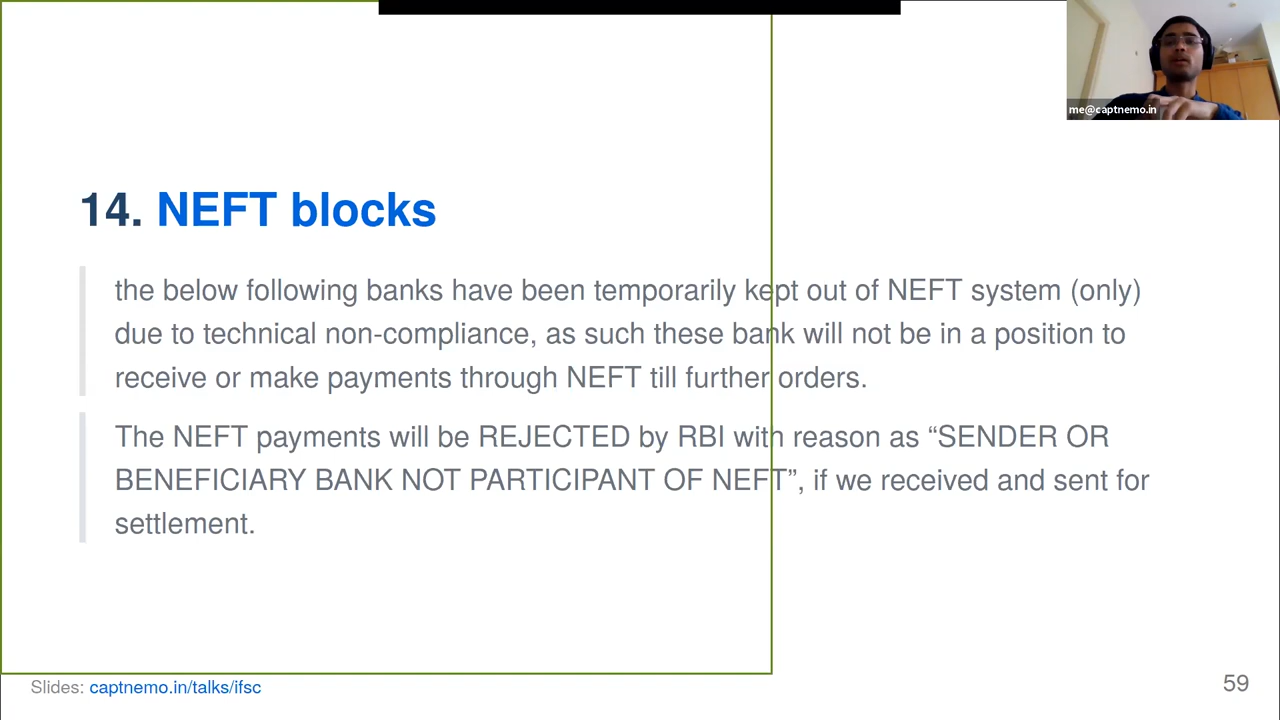 me@captnemo.in
14. NEFT blocks
the below following banks have been temporarily kept out of NEFT system (only)
due to technical non-compliance, as such these bank will not be in a position to
receive or make payments through NEFT till further orders.
The NEFT payments will be REJECTED by RBI with reason as “SENDER OR
BENEFICIARY BANK NOT PARTICIPANT OF NEFT”, if we received and sent for
settlement.
Slides: captnemo.in/talks/ifsc
59